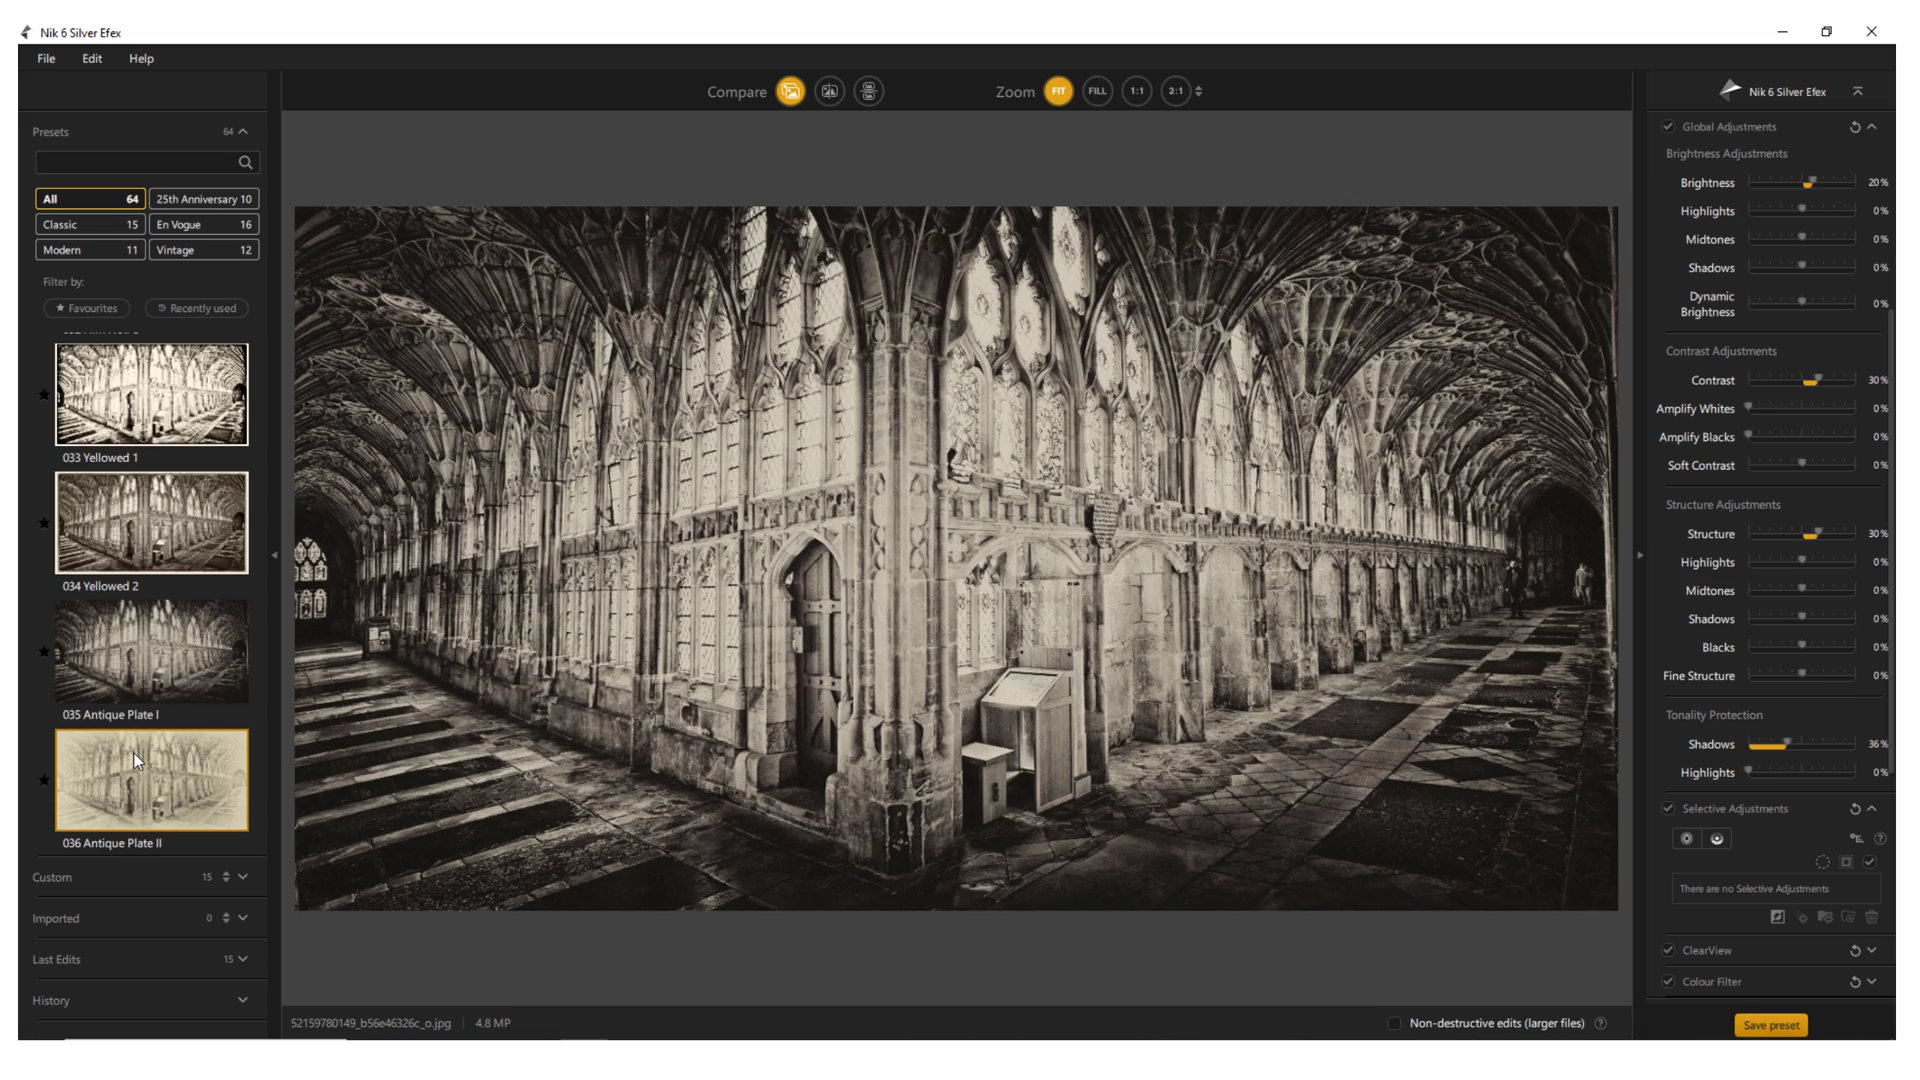 Nik 6 Silver Efex
File Edit Help
Compare
Zoom FIT FILL 1:1 2:1
Nik 6 Silver Efex
Presets 64
All 64
25th Anniversary 10
Classic 15
En Vogue 16
Modern 11
Vintage 12
Filter by:
Favourites
Recently used
033 Yellowed 1
034 Yellowed 2
035 Antique Plate I
036 Antique Plate II
Custom 15
Imported 0
Last Edits 15
History
52159780149_b56e46326c_o.jpg 4.8 MP
Non-destructive edits (larger files) ?
Global Adjustments
Brightness Adjustments
Brightness 20%
Highlights 0%
Midtones 0%
Shadows 0%
Dynamic
Brightness 0%
Contrast Adjustments
Contrast 30%
Amplify Whites 0%
Amplify Blacks 0%
Soft Contrast 0%
Structure Adjustments
Structure 30%
Highlights 0%
Midtones 0%
Shadows 0%
Blacks 0%
Fine Structure 0%
Tonality Protection
Shadows 36%
Highlights 0%
Selective Adjustments
?
There are no Selective Adjustments
ClearView
Colour Filter
Save preset